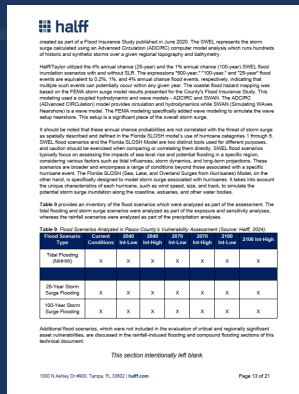 halff
created as part of a Flood Insurance Study published in June 2020. The SWEL represents the storm
surge calculated using an Advanced Circulation (ADCIRC) computer model analysis which runs hundreds
of historic and synthetic storms over a given regional topography and bathymetry.
Halff/Taylor utilized the 4% annual chance (25-year) and the 1% annual chance (100-year) SWEL flood
inundation scenarios with and without SLR. The expressions "500-year," "100-year," and "25-year" flood
events are equivalent to 0.2%, 1%, and 4% annual chance flood events, respectively, indicating that
multiple such events can potentially occur within any given year. The coastal flood hazard mapping was
based on the FEMA storm surge model results presented for the County's Flood Insurance Study. This
modeling used a coupled hydrodynamic and wave models - ADCIRC and SWAN. The ADCIRC
(ADvanced CIRCulation) model provides circulation and hydrodynamics while SWAN (Simulating WAves
Nearshore) is a wave model. The FEMA modeling specifically added wave modeling to simulate the wave
setup nearshore. This setup is a significant piece of the overall storm surge.
It should be noted that these annual chance probabilities are not correlated with the threat of storm surge
as spatially described and defined in the Florida SLOSH model's use of hurricane categories 1 through 5.
SWEL flood scenarios and the Florida SLOSH Model are two distinct tools used for different purposes,
and caution should be exercised when comparing or correlating them directly. SWEL flood scenarios
typically focus on assessing the impacts of sea level rise and potential flooding in a specific region,
considering various factors such as tidal influences, storm dynamics, and long-term projections. These
scenarios are broader and encompass a range of conditions beyond those associated with a specific
hurricane event. The Florida SLOSH (Sea, Lake, and Overland Surges from Hurricanes) Model, on the
other hand, is specifically designed to model storm surge associated with hurricanes. It takes into account
the unique characteristics of each hurricane, such as wind speed, size, and track, to simulate the
potential storm surge inundation along the coastline, estuaries, and other water bodies.
Table 9 provides an inventory of the flood scenarios which were analyzed as part of the assessment. The
tidal flooding and storm surge scenarios were analyzed as part of the exposure and sensitivity analyses,
whereas the rainfall scenarios were analyzed as part of the precipitation analyses.
Table 9. Flood Scenarios Analyzed in Pasco County's Vulnerability Assessment (Source: Halff, 2024).
Flood Scenario Type Current Conditions 2040 Int-Low 2040 Int-High 2070 Int-Low 2070 Int-High 2100 Int-Low 2100 Int-High
Tidal Flooding (MHHW) X X X X X X X
25-Year Storm Surge Flooding X X X X X X X
100-Year Storm Surge Flooding X X X X X X X
Additional flood scenarios, which were not included in the evaluation of critical and regionally significant
asset vulnerabilities, are discussed in the rainfall-induced flooding and compound flooding sections of this
technical document.
This section intentionally left blank.
1000 N Ashley Dr #900, Tampa, FL 33602 | halff.com Page 13 of 21